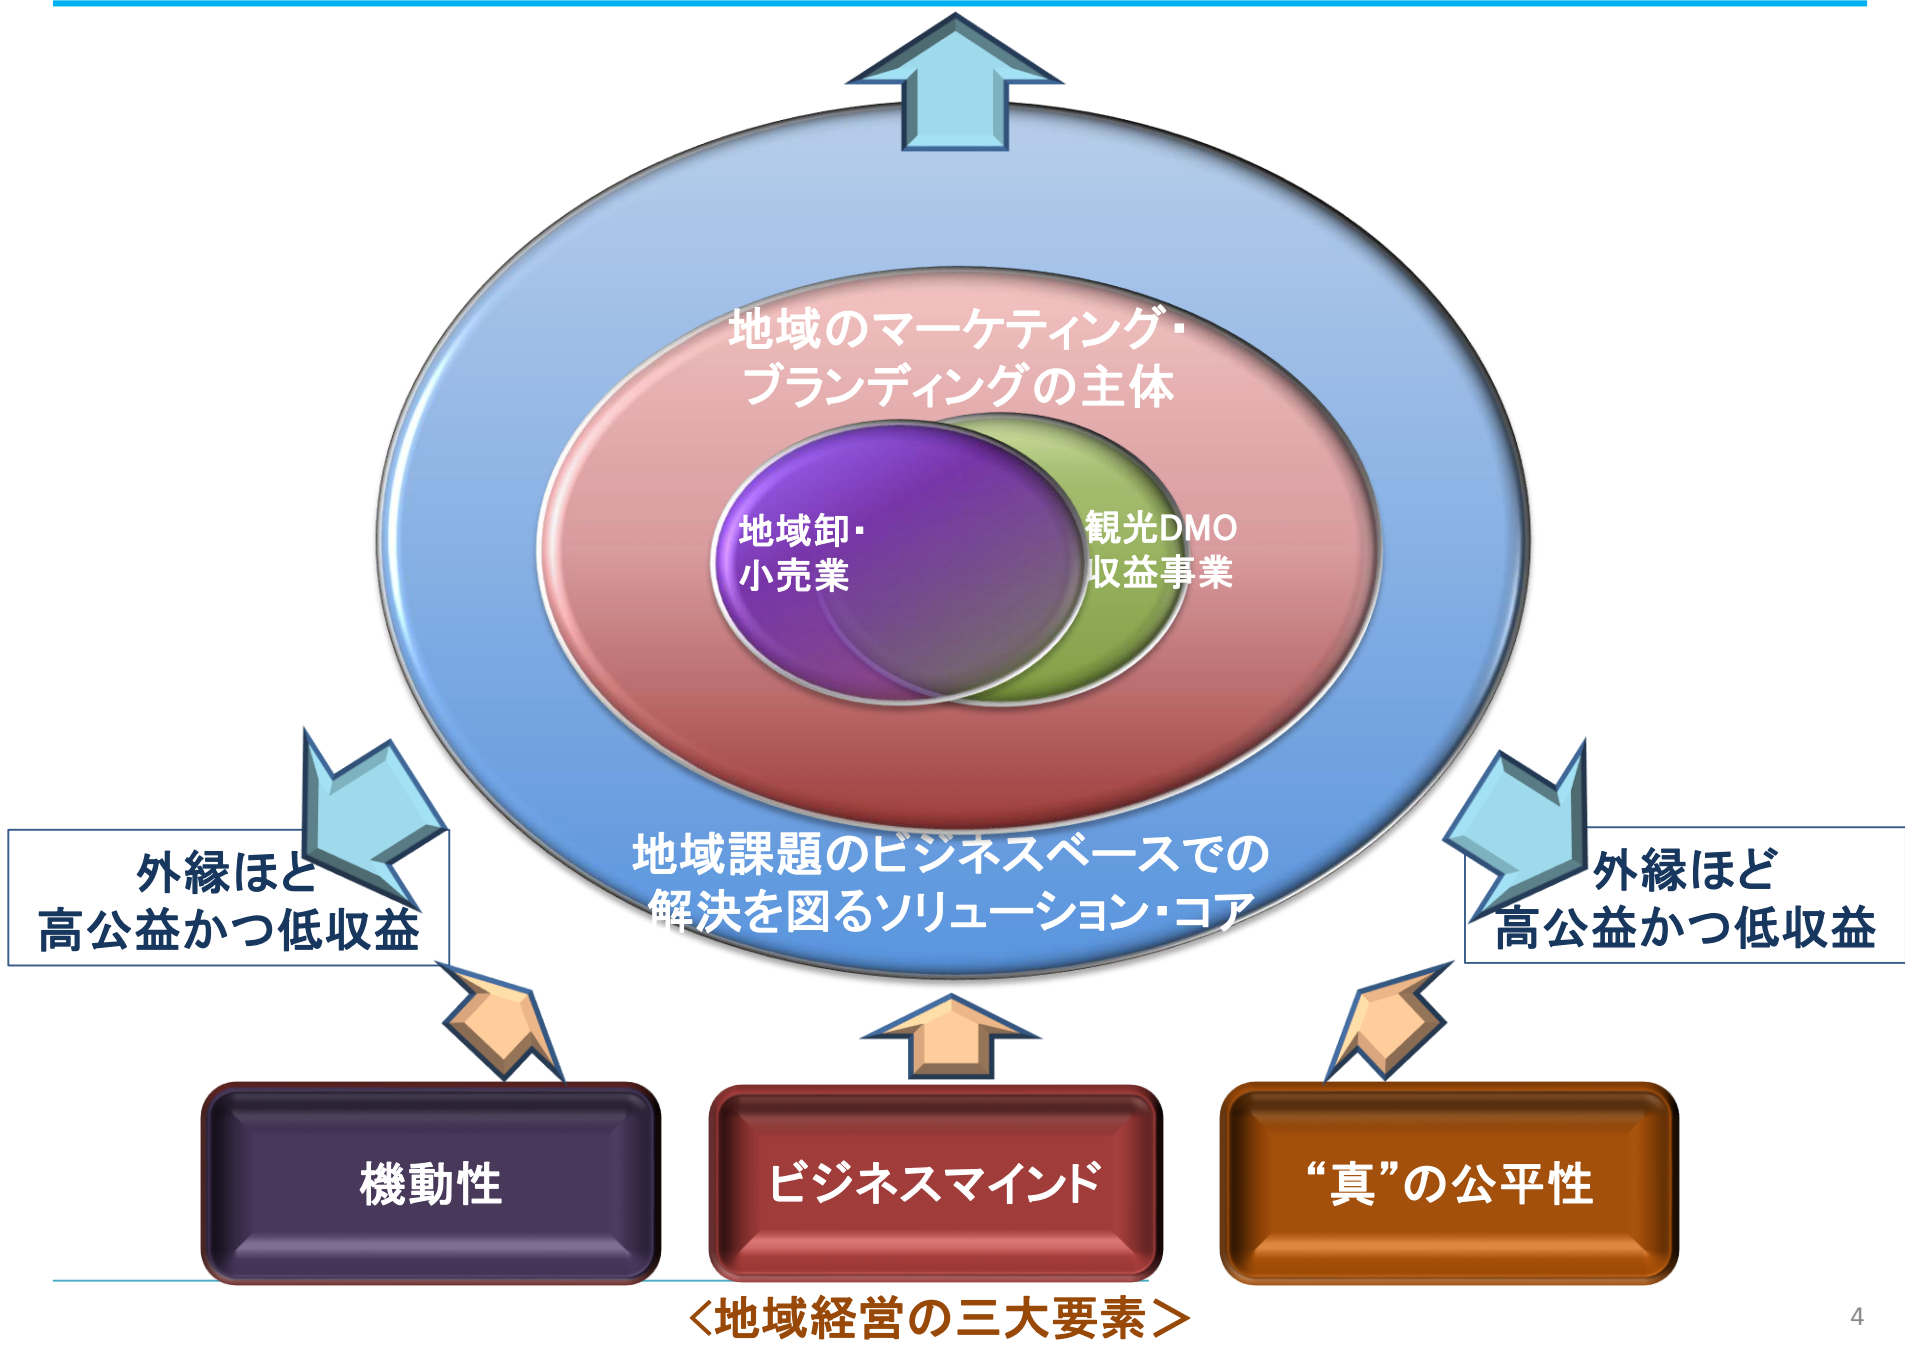 地域のマーケティング・
ブランディングの主体
地域卸・
小売業
観光DMO
収益事業
地域課題のビジネスベースでの
解決を図るソリューション・コア
外縁ほど
高公益かつ低収益
外縁ほど
高公益かつ低収益
機動性
ビジネスマインド
“真”の公平性
＜地域経営の三大要素＞
4